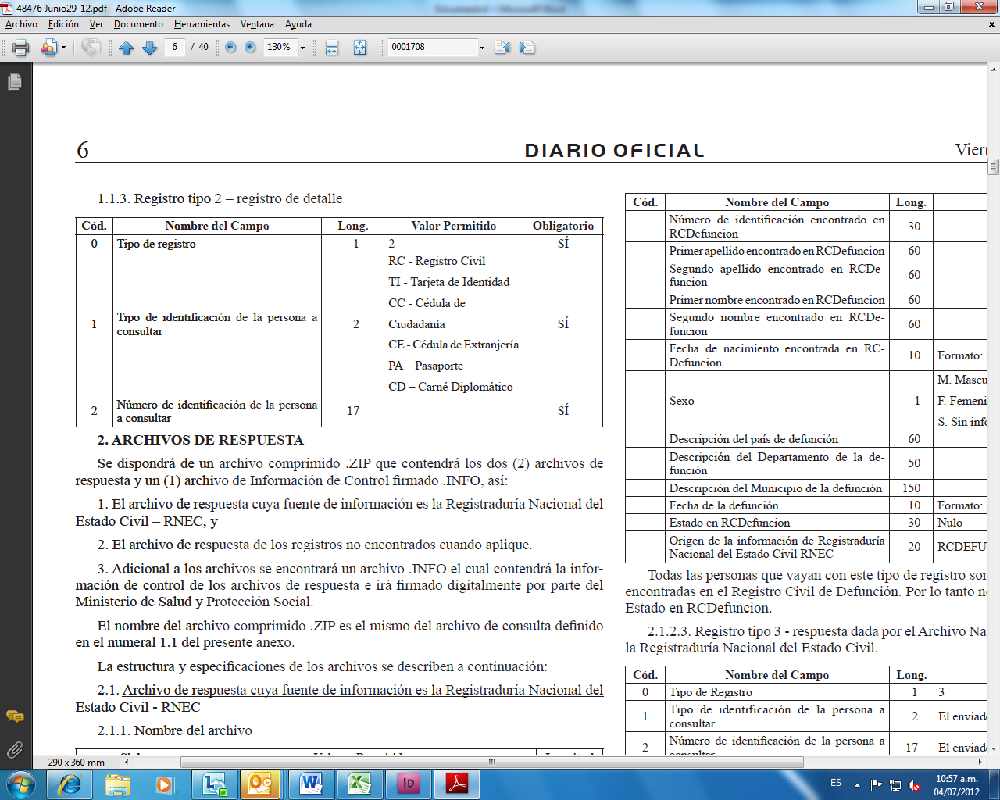 48476 Junio29-12.pdf - Adobe Reader
Archivo Edición Ver Documento Herramientas Ventana Ayuda
6 / 40 130% 0001708
6 DIARIO OFICIAL Viern
1.1.3. Registro tipo 2 – registro de detalle
Cód. Nombre del Campo Long. Valor Permitido Obligatorio
0 Tipo de registro 1 2 SÍ
1 Tipo de identificación de la persona a
consultar 2 RC - Registro Civil
TI - Tarjeta de Identidad
CC - Cédula de
Ciudadanía
CE - Cédula de Extranjería
PA – Pasaporte
CD – Carné Diplomático
SÍ
2 Número de identificación de la persona
a consultar 17 SÍ
2. ARCHIVOS DE RESPUESTA
Se dispondrá de un archivo comprimido .ZIP que contendrá los dos (2) archivos de
respuesta y un (1) archivo de Información de Control firmado .INFO, así:
1. El archivo de respuesta cuya fuente de información es la Registraduría Nacional del
Estado Civil – RNEC, y
2. El archivo de respuesta de los registros no encontrados cuando aplique.
3. Adicional a los archivos se encontrará un archivo .INFO el cual contendrá la infor-
mación de control de los archivos de respuesta e irá firmado digitalmente por parte del
Ministerio de Salud y Protección Social.
El nombre del archivo comprimido .ZIP es el mismo del archivo de consulta definido
en el numeral 1.1 del presente anexo.
La estructura y especificaciones de los archivos se describen a continuación:
2.1. Archivo de respuesta cuya fuente de información es la Registraduría Nacional del
Estado Civil - RNEC
2.1.1. Nombre del archivo
Cód. Nombre del Campo Long.
Número de identificación encontrado en
RCDefuncion 30
Primer apellido encontrado en RCDefuncion 60
Segundo apellido encontrado en RCDe-
funcion 60
Primer nombre encontrado en RCDefuncion 60
Segundo nombre encontrado en RCDe-
funcion 60
Fecha de nacimiento encontrada en RC-
Defuncion 10 Formato:
Sexo 1 M. Mascu
F. Femeni
S. Sin info
Descripción del país de defunción 60
Descripción del Departamento de la de-
función 50
Descripción del Municipio de la defunción 150
Fecha de la defunción 10 Formato:
Estado en RCDefuncion 30 Nulo
Origen de la información de Registraduría
Nacional del Estado Civil RNEC 20 RCDEFU
Todas las personas que vayan con este tipo de registro son
encontradas en el Registro Civil de Defunción. Por lo tanto n
Estado en RCDefuncion.
2.1.2.3. Registro tipo 3 - respuesta dada por el Archivo Na
la Registraduría Nacional del Estado Civil.
Cód. Nombre del Campo Long.
0 Tipo de Registro 1 3
1 Tipo de identificación de la persona a
consultar 2 El enviad
2 Número de identificación de la persona a
consultar 17 El enviad
290 x 360 mm
ES 10:57 a.m.
04/07/2012